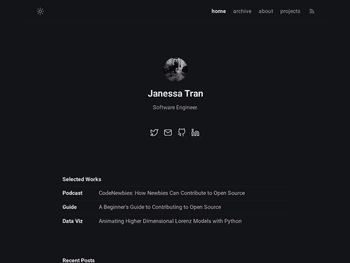 home archive about projects
Janessa Tran
Software Engineer.
Selected Works
Podcast CodeNewbies: How Newbies Can Contribute to Open Source
Guide A Beginner's Guide to Contributing to Open Source
Data Viz Animating Higher Dimensional Lorenz Models with Python
Recent Posts